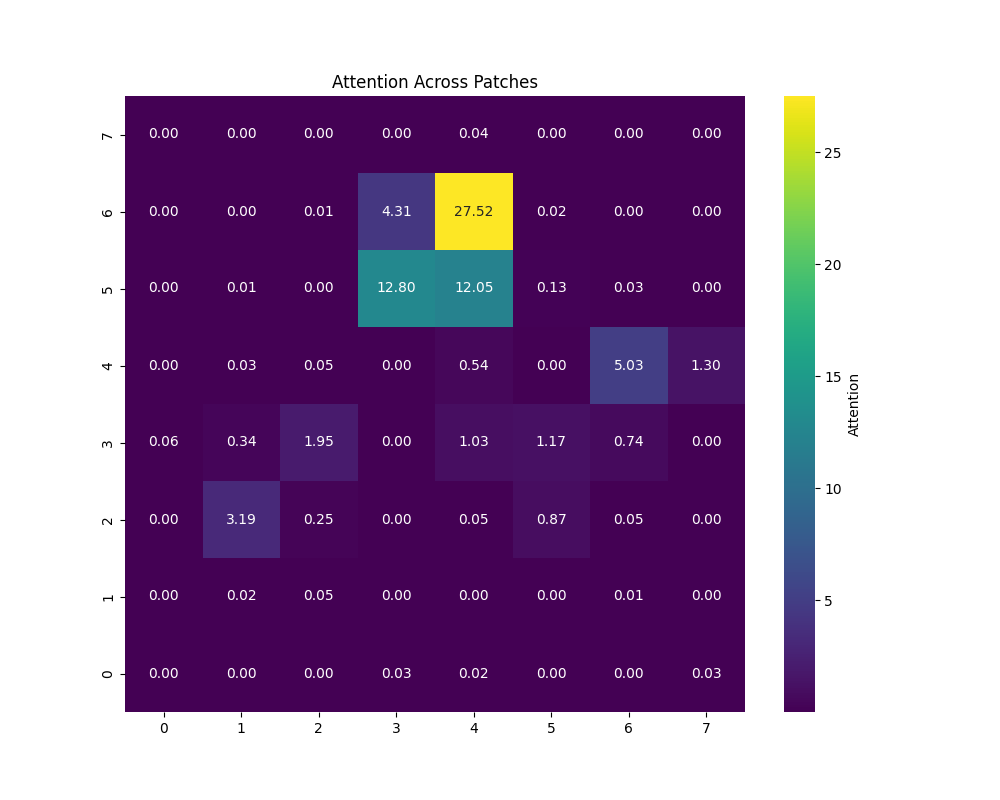 Attention Across Patches
7 0.00 0.00 0.00 0.00 0.04 0.00 0.00 0.00
25
6 0.00 0.00 0.01 4.31 27.52 0.02 0.00 0.00
20
5 0.00 0.01 0.00 12.80 12.05 0.13 0.03 0.00
4 0.00 0.03 0.05 0.00 0.54 0.00 5.03 1.30
15
Attention
3 0.06 0.34 1.95 0.00 1.03 1.17 0.74 0.00
10
2 0.00 3.19 0.25 0.00 0.05 0.87 0.05 0.00
1 0.00 0.02 0.05 0.00 0.00 0.00 0.01 0.00
5
0 0.00 0.00 0.00 0.03 0.02 0.00 0.00 0.03
0 1 2 3 4 5 6 7